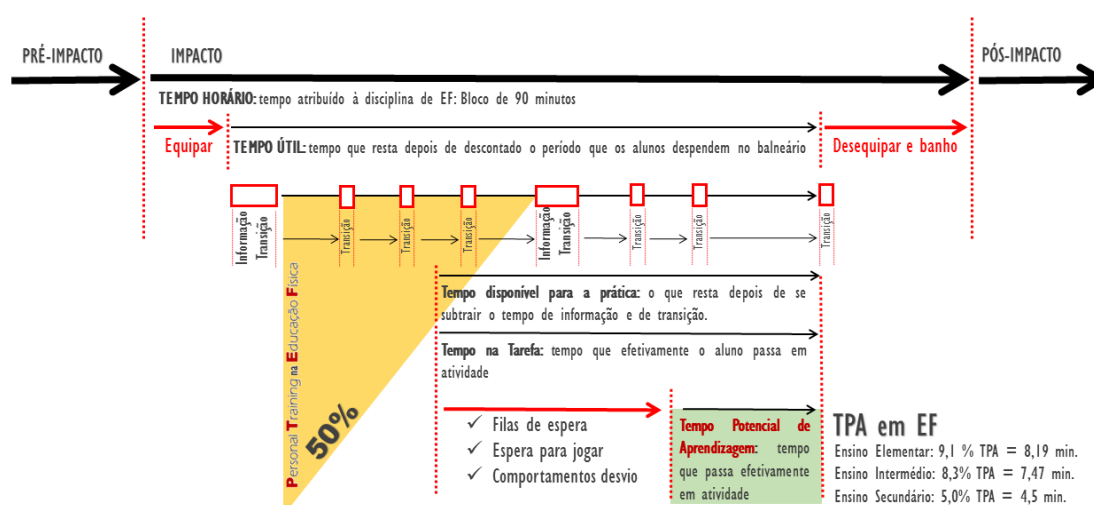 PRÉ-IMPACTO
IMPACTO
PÓS-IMPACTO
TEMPO HORÁRIO: tempo atribuído à disciplina de EF: Bloco de 90 minutos
Equipar
TEMPO ÚTIL: tempo que resta depois de descontado o período que os alunos despendem no balneário
Desequipar e banho
Informação
Transição
Transição
Transição
Transição
Informação
Transição
Transição
Transição
Transição
Personal Training na Educação Física
50%
Tempo disponível para a prática: o que resta depois de se
subtrair o tempo de informação e de transição.
Tempo na Tarefa: tempo que efetivamente o aluno passa em
atividade
✓ Filas de espera
✓ Espera para jogar
✓ Comportamentos desvio
Tempo Potencial de
Aprendizagem: tempo
que passa efetivamente
em atividade
TPA em EF
Ensino Elementar: 9,1 % TPA = 8,19 min.
Ensino Intermédio: 8,3% TPA = 7,47 min.
Ensino Secundário: 5,0% TPA = 4,5 min.